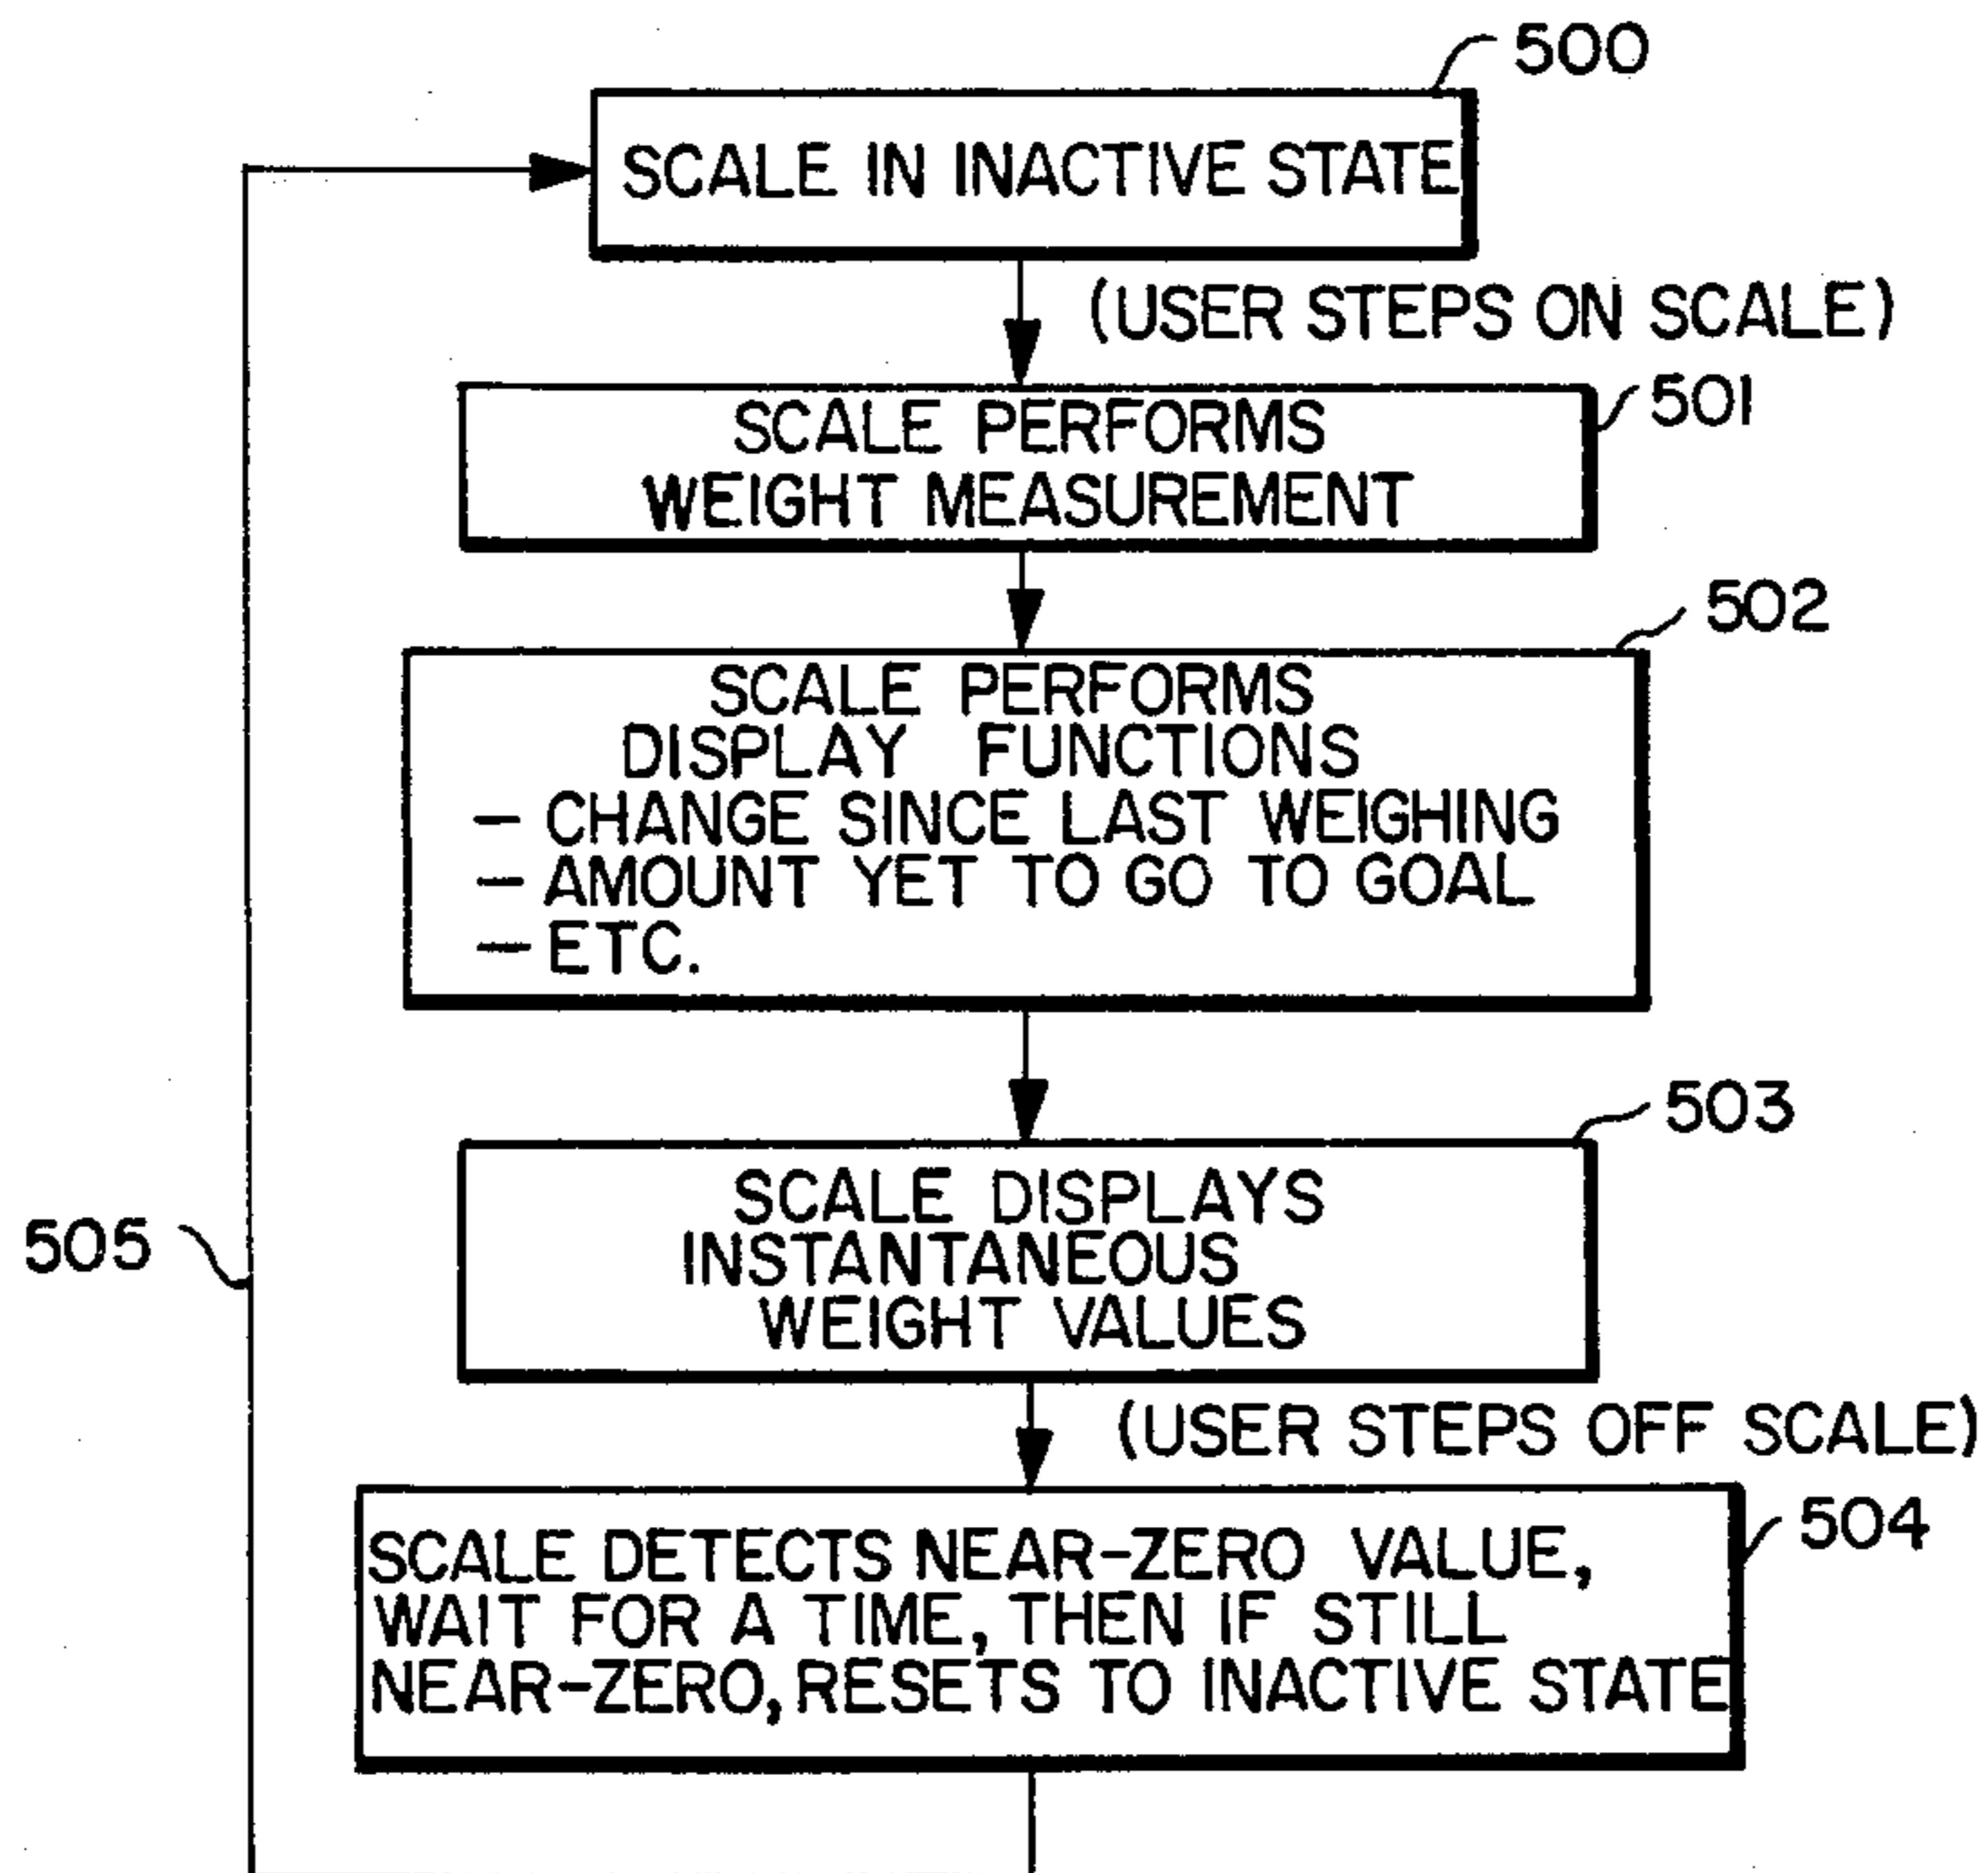 500
SCALE IN INACTIVE STATE
(USER STEPS ON SCALE)
501
SCALE PERFORMS
WEIGHT MEASUREMENT
502
SCALE PERFORMS
DISPLAY FUNCTIONS
- CHANGE SINCE LAST WEIGHING
- AMOUNT YET TO GO TO GOAL
- ETC.
503
SCALE DISPLAYS
INSTANTANEOUS
WEIGHT VALUES
505
(USER STEPS OFF SCALE)
504
SCALE DETECTS NEAR-ZERO VALUE,
WAIT FOR A TIME, THEN IF STILL
NEAR-ZERO, RESETS TO INACTIVE STATE